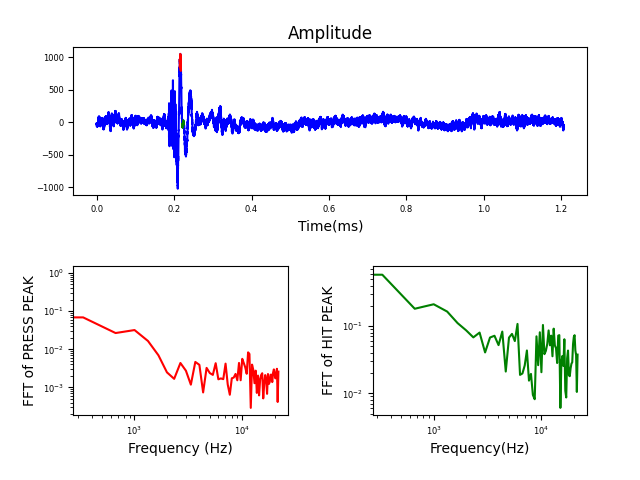 Amplitude
1000
500
0
−500
−1000
0.0 0.2 0.4 0.6 0.8 1.0 1.2
Time(ms)
FFT of PRESS PEAK
10⁰
10⁻¹
10⁻²
10⁻³
10³ 10⁴
Frequency (Hz)
FFT of HIT PEAK
10⁻¹
10⁻²
10³ 10⁴
Frequency(Hz)